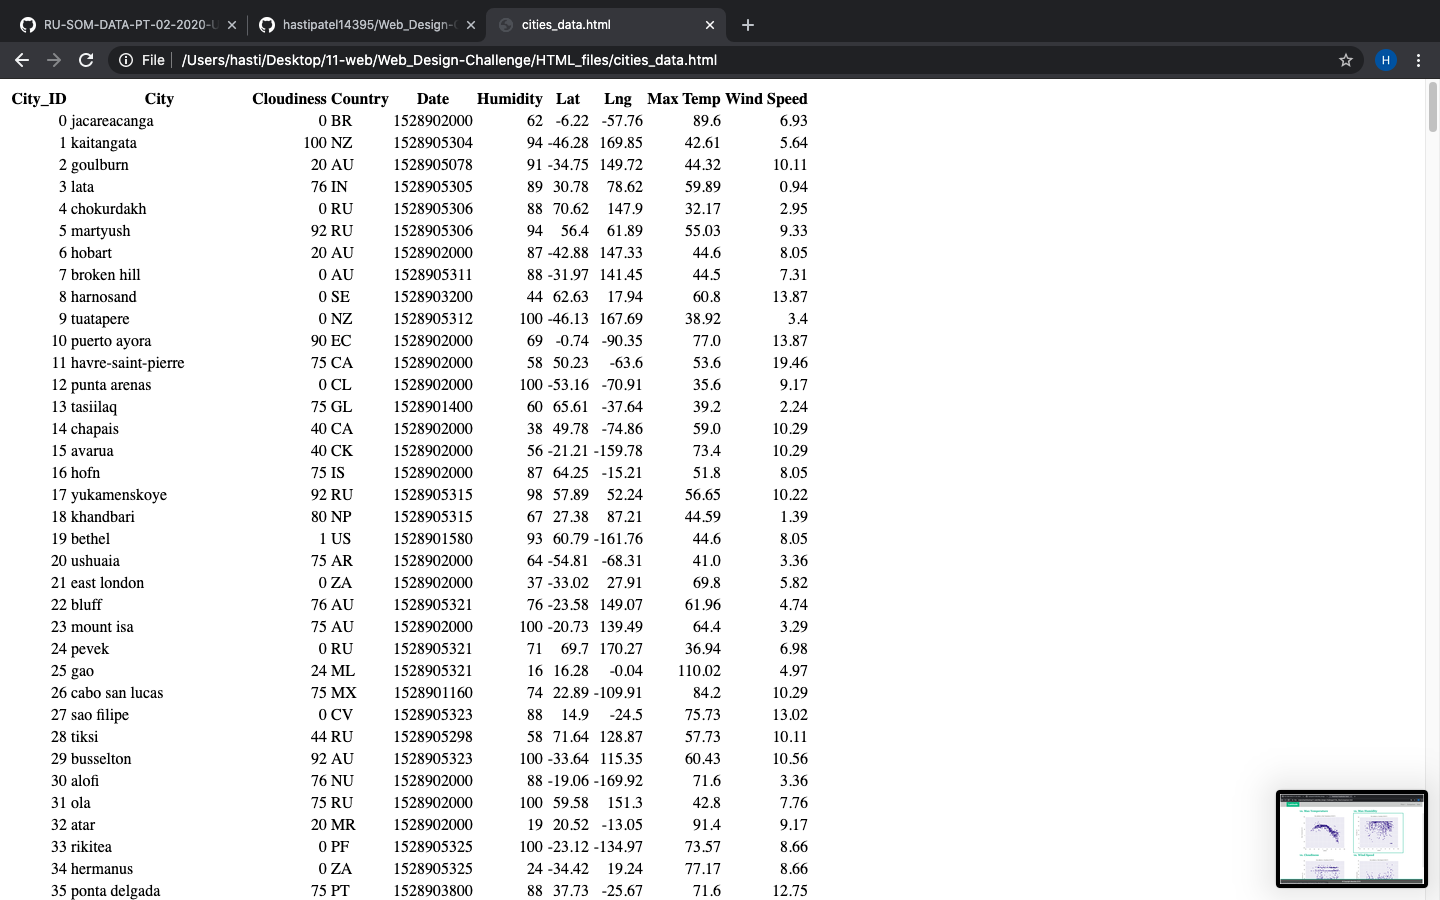 RU-SOM-DATA-PT-02-2020-U
hastipatel14395/Web_Design-C
cities_data.html
File /Users/hasti/Desktop/11-web/Web_Design-Challenge/HTML_files/cities_data.html
H
City_ID City Cloudiness Country Date Humidity Lat Lng Max Temp Wind Speed
0 jacareacanga 0 BR 1528902000 62 -6.22 -57.76 89.6 6.93
1 kaitangata 100 NZ 1528905304 94 -46.28 169.85 42.61 5.64
2 goulburn 20 AU 1528905078 91 -34.75 149.72 44.32 10.11
3 lata 76 IN 1528905305 89 30.78 78.62 59.89 0.94
4 chokurdakh 0 RU 1528905306 88 70.62 147.9 32.17 2.95
5 martyush 92 RU 1528905306 94 56.4 61.89 55.03 9.33
6 hobart 20 AU 1528902000 87 -42.88 147.33 44.6 8.05
7 broken hill 0 AU 1528905311 88 -31.97 141.45 44.5 7.31
8 harnosand 0 SE 1528903200 44 62.63 17.94 60.8 13.87
9 tuatapere 0 NZ 1528905312 100 -46.13 167.69 38.92 3.4
10 puerto ayora 90 EC 1528902000 69 -0.74 -90.35 77.0 13.87
11 havre-saint-pierre 75 CA 1528902000 58 50.23 -63.6 53.6 19.46
12 punta arenas 0 CL 1528902000 100 -53.16 -70.91 35.6 9.17
13 tasiilaq 75 GL 1528901400 60 65.61 -37.64 39.2 2.24
14 chapais 40 CA 1528902000 38 49.78 -74.86 59.0 10.29
15 avarua 40 CK 1528902000 56 -21.21 -159.78 73.4 10.29
16 hofn 75 IS 1528902000 87 64.25 -15.21 51.8 8.05
17 yukamenskoye 92 RU 1528905315 98 57.89 52.24 56.65 10.22
18 khandbari 80 NP 1528905315 67 27.38 87.21 44.59 1.39
19 bethel 1 US 1528901580 93 60.79 -161.76 44.6 8.05
20 ushuaia 75 AR 1528902000 64 -54.81 -68.31 41.0 3.36
21 east london 0 ZA 1528902000 37 -33.02 27.91 69.8 5.82
22 bluff 76 AU 1528905321 76 -23.58 149.07 61.96 4.74
23 mount isa 75 AU 1528902000 100 -20.73 139.49 64.4 3.29
24 pevek 0 RU 1528905321 71 69.7 170.27 36.94 6.98
25 gao 24 ML 1528905321 16 16.28 -0.04 110.02 4.97
26 cabo san lucas 75 MX 1528901160 74 22.89 -109.91 84.2 10.29
27 sao filipe 0 CV 1528905323 88 14.9 -24.5 75.73 13.02
28 tiksi 44 RU 1528905298 58 71.64 128.87 57.73 10.11
29 busselton 92 AU 1528905323 100 -33.64 115.35 60.43 10.56
30 alofi 76 NU 1528902000 88 -19.06 -169.92 71.6 3.36
31 ola 75 RU 1528902000 100 59.58 151.3 42.8 7.76
32 atar 20 MR 1528902000 19 20.52 -13.05 91.4 9.17
33 rikitea 0 PF 1528905325 100 -23.12 -134.97 73.57 8.66
34 hermanus 0 ZA 1528905325 24 -34.42 19.24 77.17 8.66
35 ponta delgada 75 PT 1528903800 88 37.73 -25.67 71.6 12.75